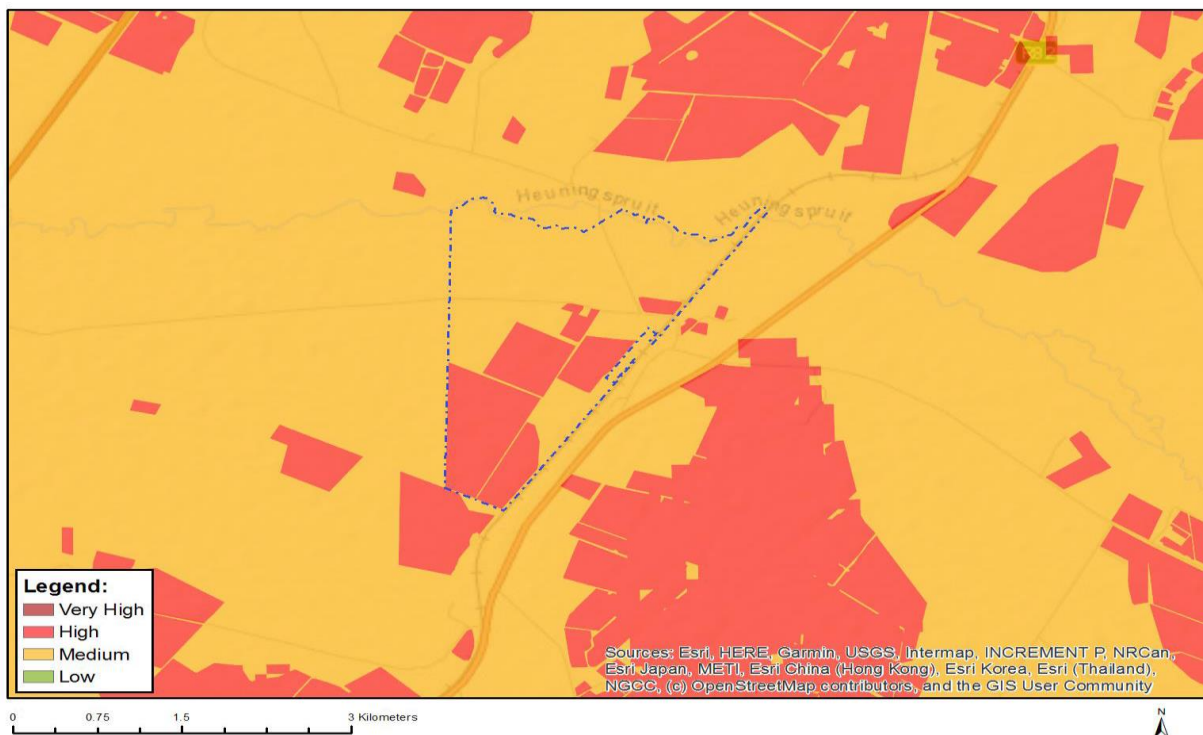 Heuningspruit
Heuningspruit
Legend:
Very High
High
Medium
Low
Sources: Esri, HERE, Garmin, USGS, Intermap, INCREMENT P, NRCan,
Esri Japan, METI, Esri China (Hong Kong), Esri Korea, Esri (Thailand),
NGCC, (c) OpenStreetMap contributors, and the GIS User Community
0 0.75 1.5 3 Kilometers
N